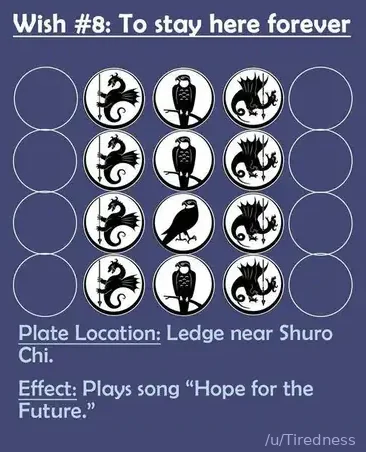 Wish #8: To stay here forever
Plate Location: Ledge near Shuro
Chi.
Effect: Plays song “Hope for the
Future.”
/u/Tiredness